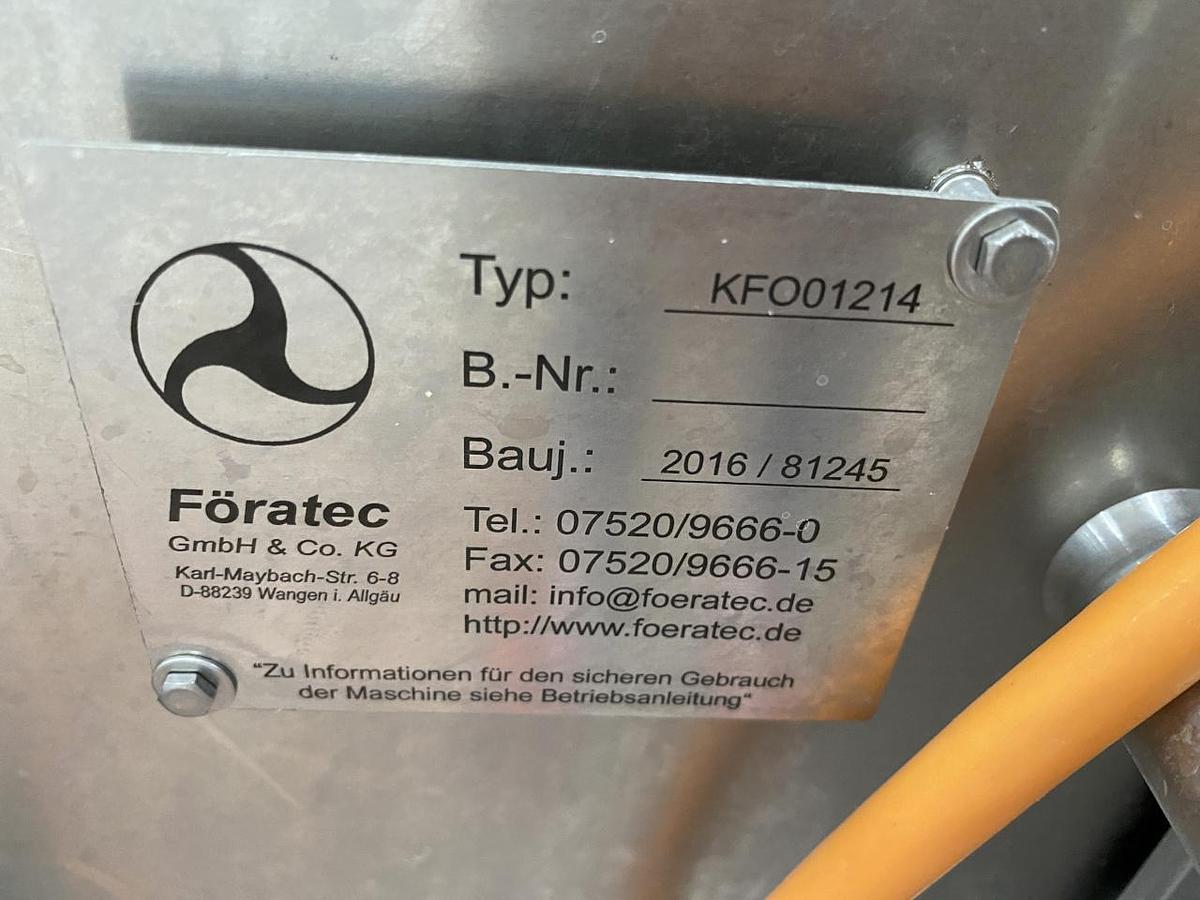 Typ: KFO01214
B.-Nr.:
Bauj.: 2016 / 81245
Föratec
GmbH & Co. KG
Karl-Maybach-Str. 6-8
D-88239 Wangen i. Allgäu
Tel.: 07520/9666-0
Fax: 07520/9666-15
mail: info@foeratec.de
http://www.foeratec.de
“Zu Informationen für den sicheren Gebrauch
der Maschine siehe Betriebsanleitung“